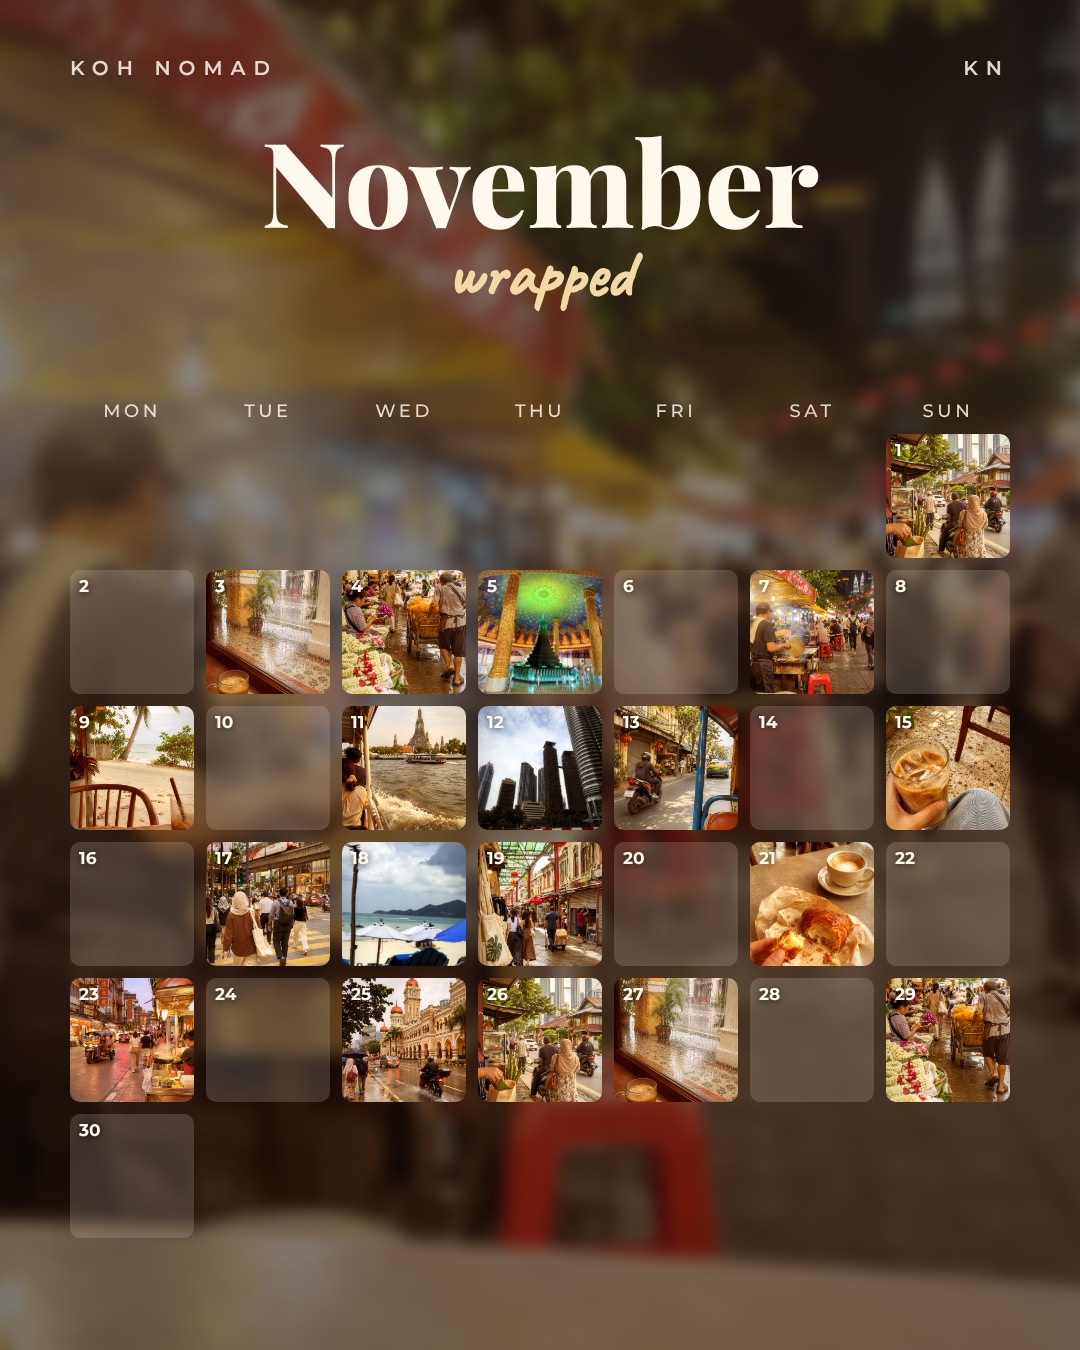 KOH NOMAD KN
November
wrapped
MON TUE WED THU FRI SAT SUN
1
2 3 4 5 6 7 8
9 10 11 12 13 14 15
16 17 18 19 20 21 22
23 24 25 26 27 28 29
30